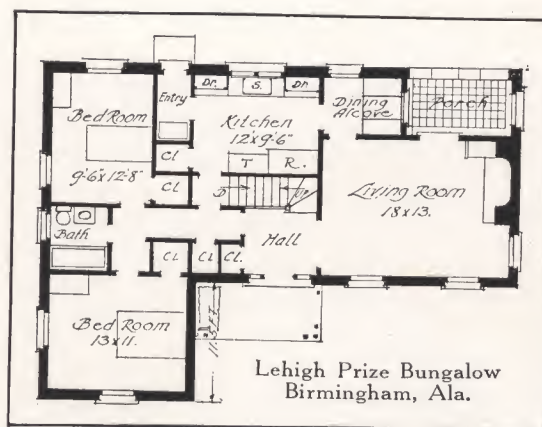 Entry
Dr.
S.
Dr.
Bed Room
9'-6"x12'-8"
Kitchen
12'x9'-6"
Dining
Alcove
Porch
Cl
T
R.
Cl
D
Up
Living Room
18x13.
Bath
Hall
Cl
Cl
Cl.
Bed Room
13x11.
Lehigh Prize Bungalow
Birmingham, Ala.